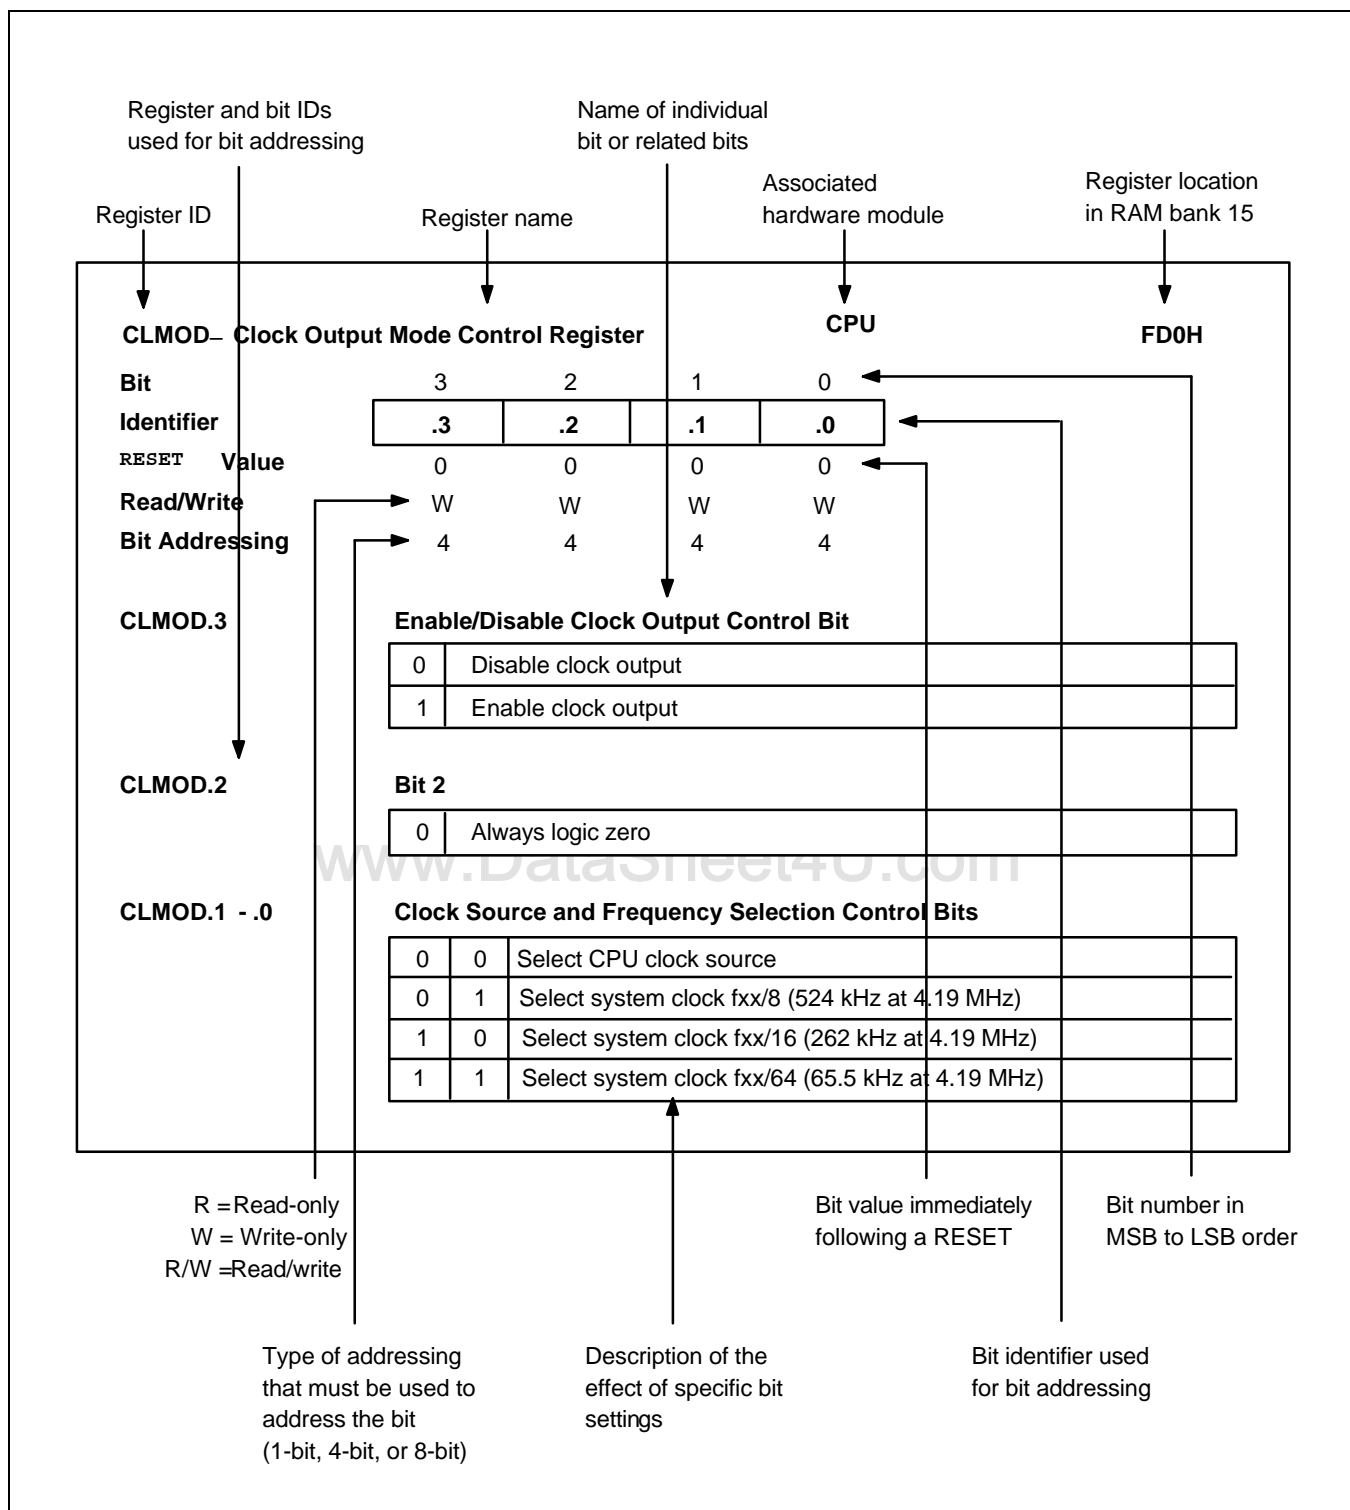 Register and bit IDs
used for bit addressing
Name of individual
bit or related bits
Associated
hardware module
Register location
in RAM bank 15
Register ID
Register name
CLMOD– Clock Output Mode Control Register CPU FD0H
Bit 3 2 1 0
Identifier .3 .2 .1 .0
RESET Value 0 0 0 0
Read/Write W W W W
Bit Addressing 4 4 4 4
CLMOD.3 Enable/Disable Clock Output Control Bit
0 Disable clock output
1 Enable clock output
CLMOD.2 Bit 2
0 Always logic zero
www.DataSheet4U.com
CLMOD.1 - .0 Clock Source and Frequency Selection Control Bits
0 0 Select CPU clock source
0 1 Select system clock fxx/8 (524 kHz at 4.19 MHz)
1 0 Select system clock fxx/16 (262 kHz at 4.19 MHz)
1 1 Select system clock fxx/64 (65.5 kHz at 4.19 MHz)
R =Read-only
W = Write-only
R/W =Read/write
Bit value immediately
following a RESET
Bit number in
MSB to LSB order
Type of addressing
that must be used to
address the bit
(1-bit, 4-bit, or 8-bit)
Description of the
effect of specific bit
settings
Bit identifier used
for bit addressing